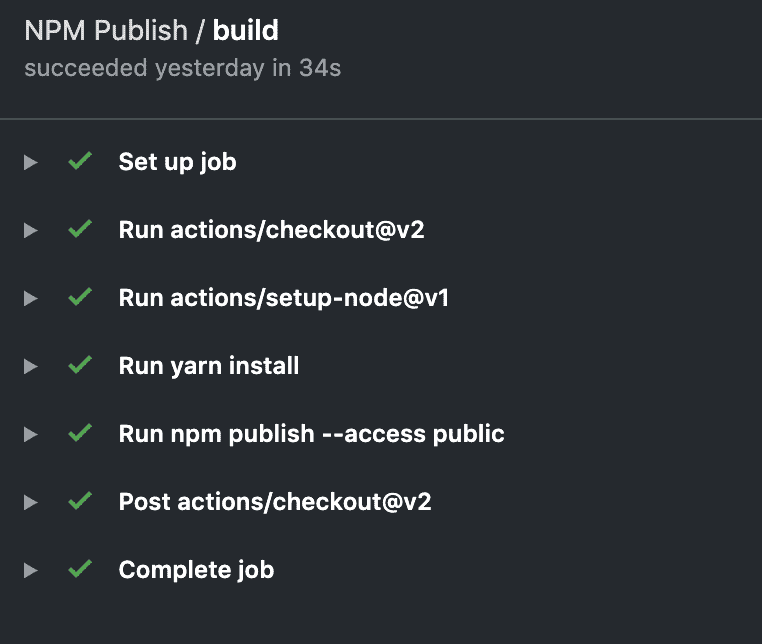 NPM Publish / build
succeeded yesterday in 34s
Set up job
Run actions/checkout@v2
Run actions/setup-node@v1
Run yarn install
Run npm publish --access public
Post actions/checkout@v2
Complete job